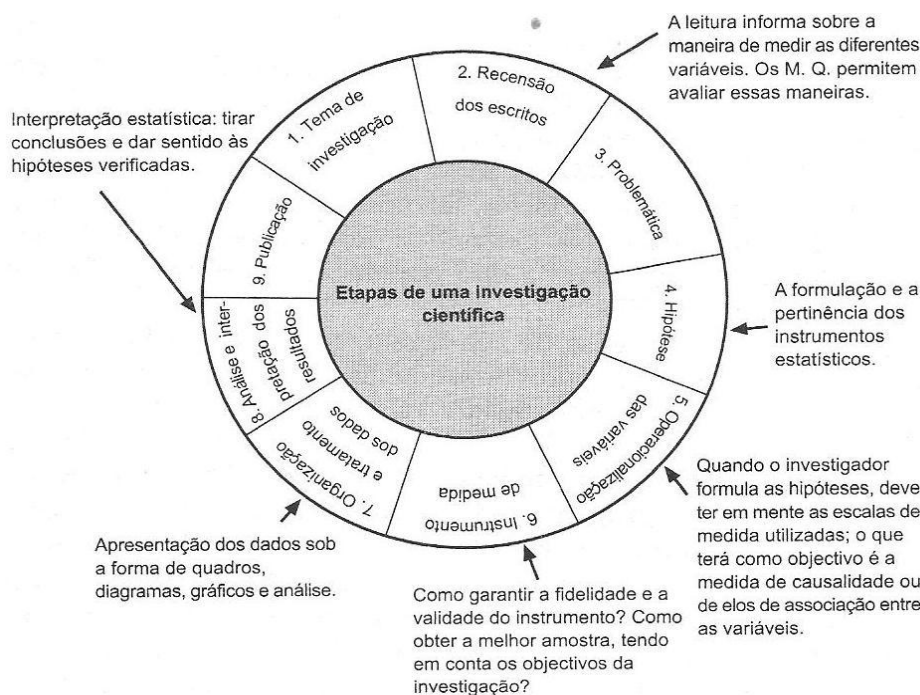 A leitura informa sobre a
maneira de medir as diferentes
variáveis. Os M. Q. permitem
avaliar essas maneiras.
Interpretação estatística: tirar
conclusões e dar sentido às
hipóteses verificadas.
1. Tema de
investigação
2. Recensão
dos escritos
3. Problemática
4. Hipótese
5. Operacionalização
das variáveis
6. Instrumento
de medida
7. Organização
e tratamento
dos dados
8. Análise e inter-
pretação dos
resultados
9. Publicação
Etapas de uma investigação
científica
A formulação e a
pertinência dos
instrumentos
estatísticos.
Quando o investigador
formula as hipóteses, deve
ter em mente as escalas de
medida utilizadas; o que
terá como objectivo é a
medida de causalidade ou
de elos de associação entre
as variáveis.
Apresentação dos dados sob
a forma de quadros,
diagramas, gráficos e análise.
Como garantir a fidelidade e a
validade do instrumento? Como
obter a melhor amostra, tendo
em conta os objectivos da
investigação?